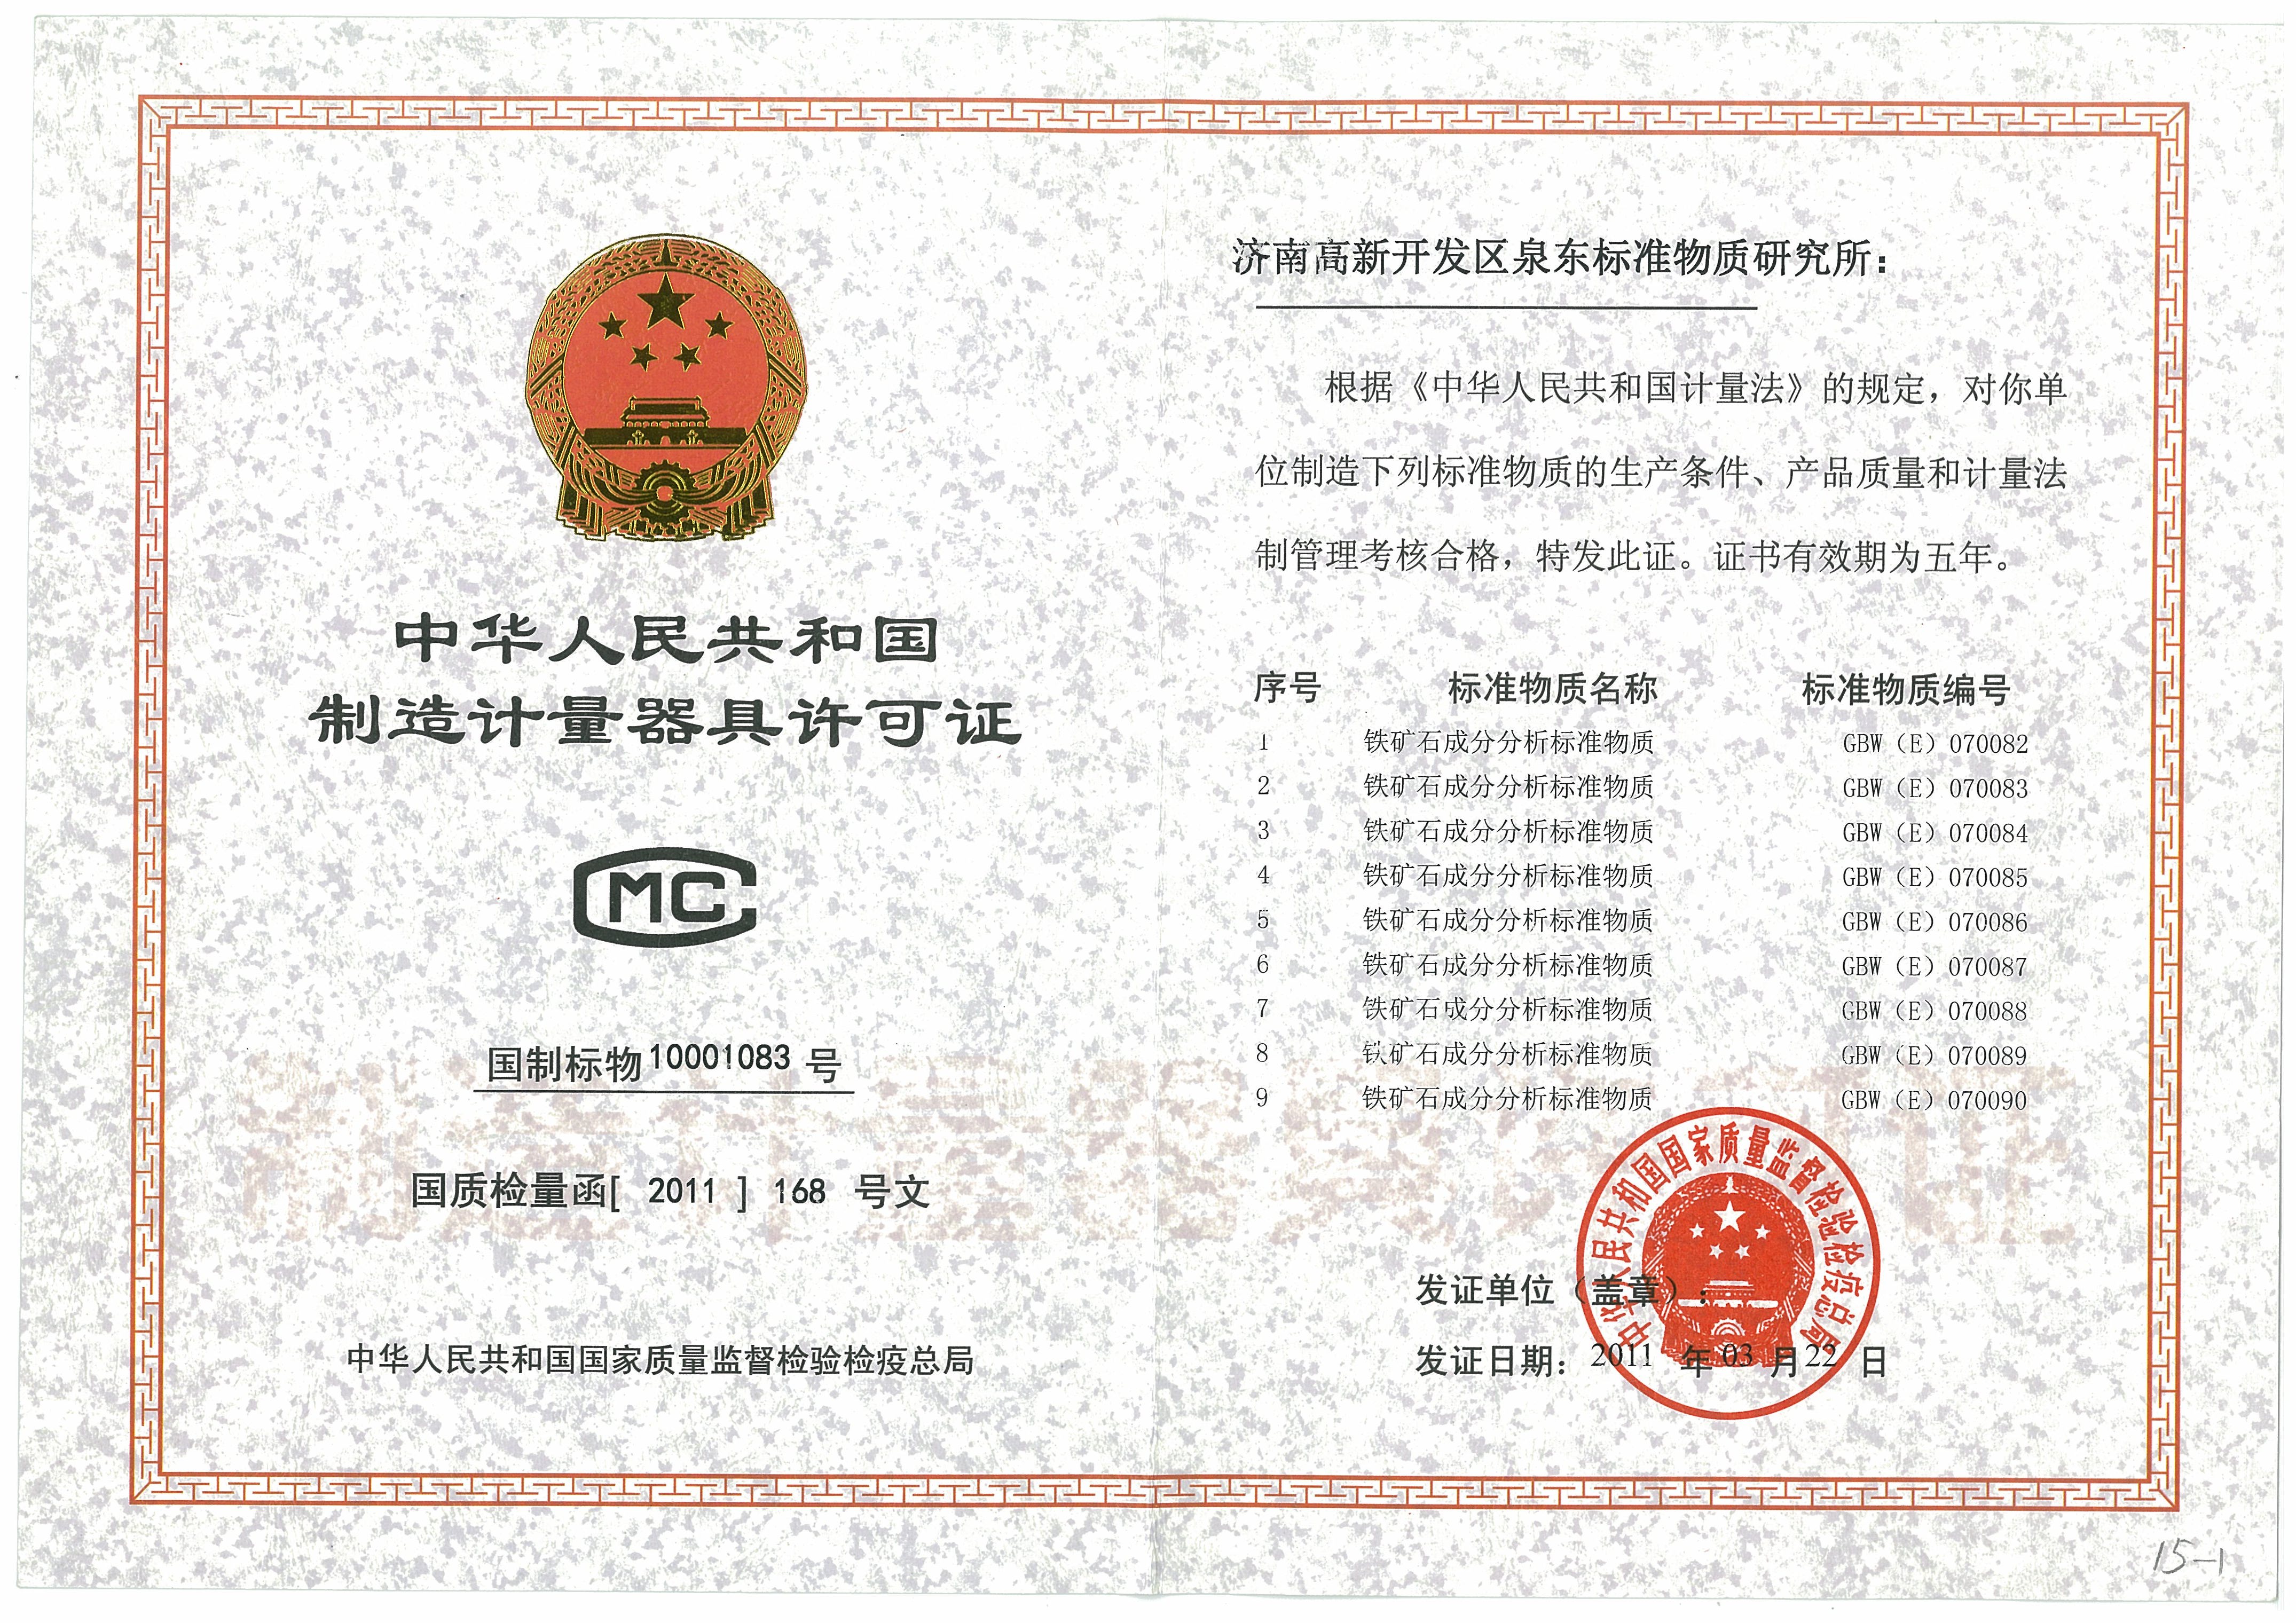 中华人民共和国
制造计量器具许可证
MC
国制标物10001083 号
国质检量函[ 2011 ] 168 号文
中华人民共和国国家质量监督检验检疫总局
济南高新开发区泉东标准物质研究所：
根据《中华人民共和国计量法》的规定，对你单
位制造下列标准物质的生产条件、产品质量和计量法
制管理考核合格，特发此证。证书有效期为五年。
序号 标准物质名称 标准物质编号
1 铁矿石成分分析标准物质 GBW（E）070082
2 铁矿石成分分析标准物质 GBW（E）070083
3 铁矿石成分分析标准物质 GBW（E）070084
4 铁矿石成分分析标准物质 GBW（E）070085
5 铁矿石成分分析标准物质 GBW（E）070086
6 铁矿石成分分析标准物质 GBW（E）070087
7 铁矿石成分分析标准物质 GBW（E）070088
8 铁矿石成分分析标准物质 GBW（E）070089
9 铁矿石成分分析标准物质 GBW（E）070090
中华人民共和国国家质量监督检验检疫总局
发证单位（盖章）：
发证日期：2011 年 03 月 22 日
15-1